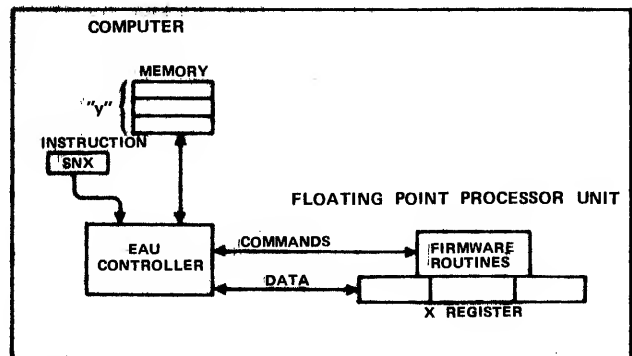 COMPUTER
MEMORY
"y"
INSTRUCTION
SNX
FLOATING POINT PROCESSOR UNIT
EAU
CONTROLLER
COMMANDS
FIRMWARE
ROUTINES
DATA
X REGISTER